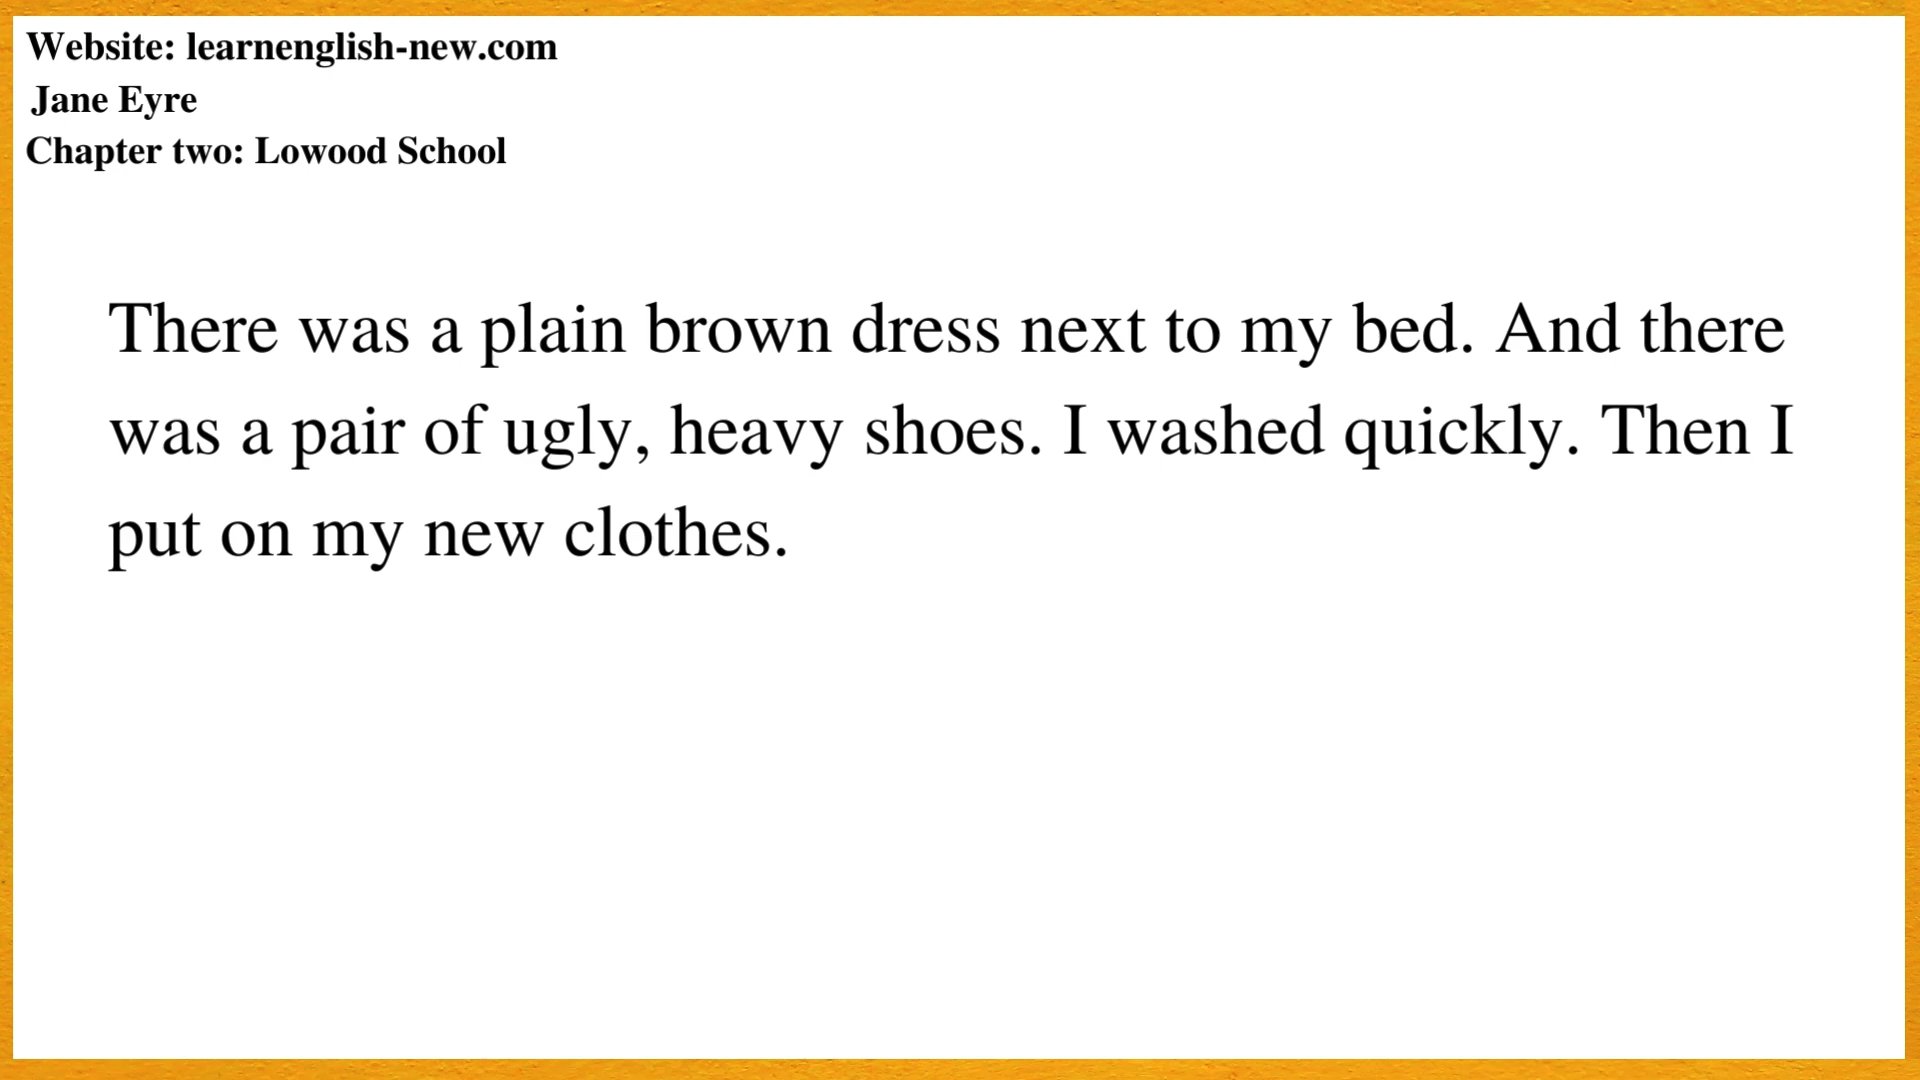 Website: learnenglish-new.com
Jane Eyre
Chapter two: Lowood School
There was a plain brown dress next to my bed. And there
was a pair of ugly, heavy shoes. I washed quickly. Then I
put on my new clothes.